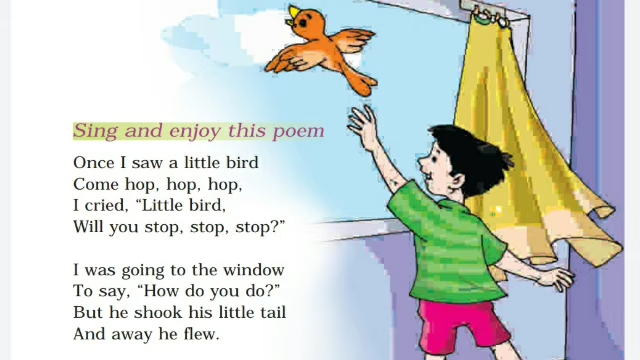 Sing and enjoy this poem
Once I saw a little bird
Come hop, hop, hop,
I cried, “Little bird,
Will you stop, stop, stop?”
I was going to the window
To say, “How do you do?”
But he shook his little tail
And away he flew.